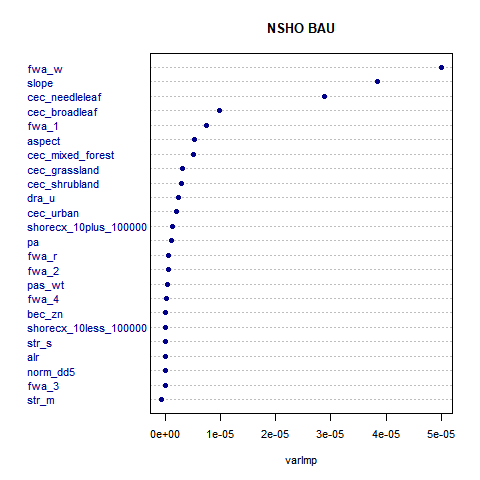 NSHO BAU
fwa_w
slope
cec_needleleaf
cec_broadleaf
fwa_1
aspect
cec_mixed_forest
cec_grassland
cec_shrubland
dra_u
cec_urban
shorecx_10plus_100000
pa
fwa_r
fwa_2
pas_wt
fwa_4
bec_zn
shorecx_10less_100000
str_s
alr
norm_dd5
fwa_3
str_m
0e+00 1e-05 2e-05 3e-05 4e-05 5e-05
varImp